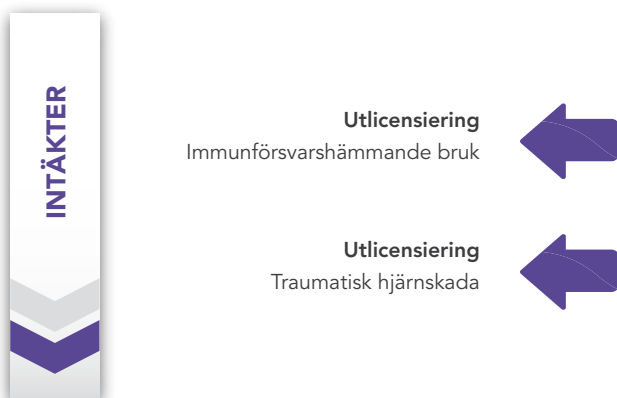 INTÄKTER
Utlicensiering
Immunförsvarshämmande bruk
Utlicensiering
Traumatisk hjärnskada